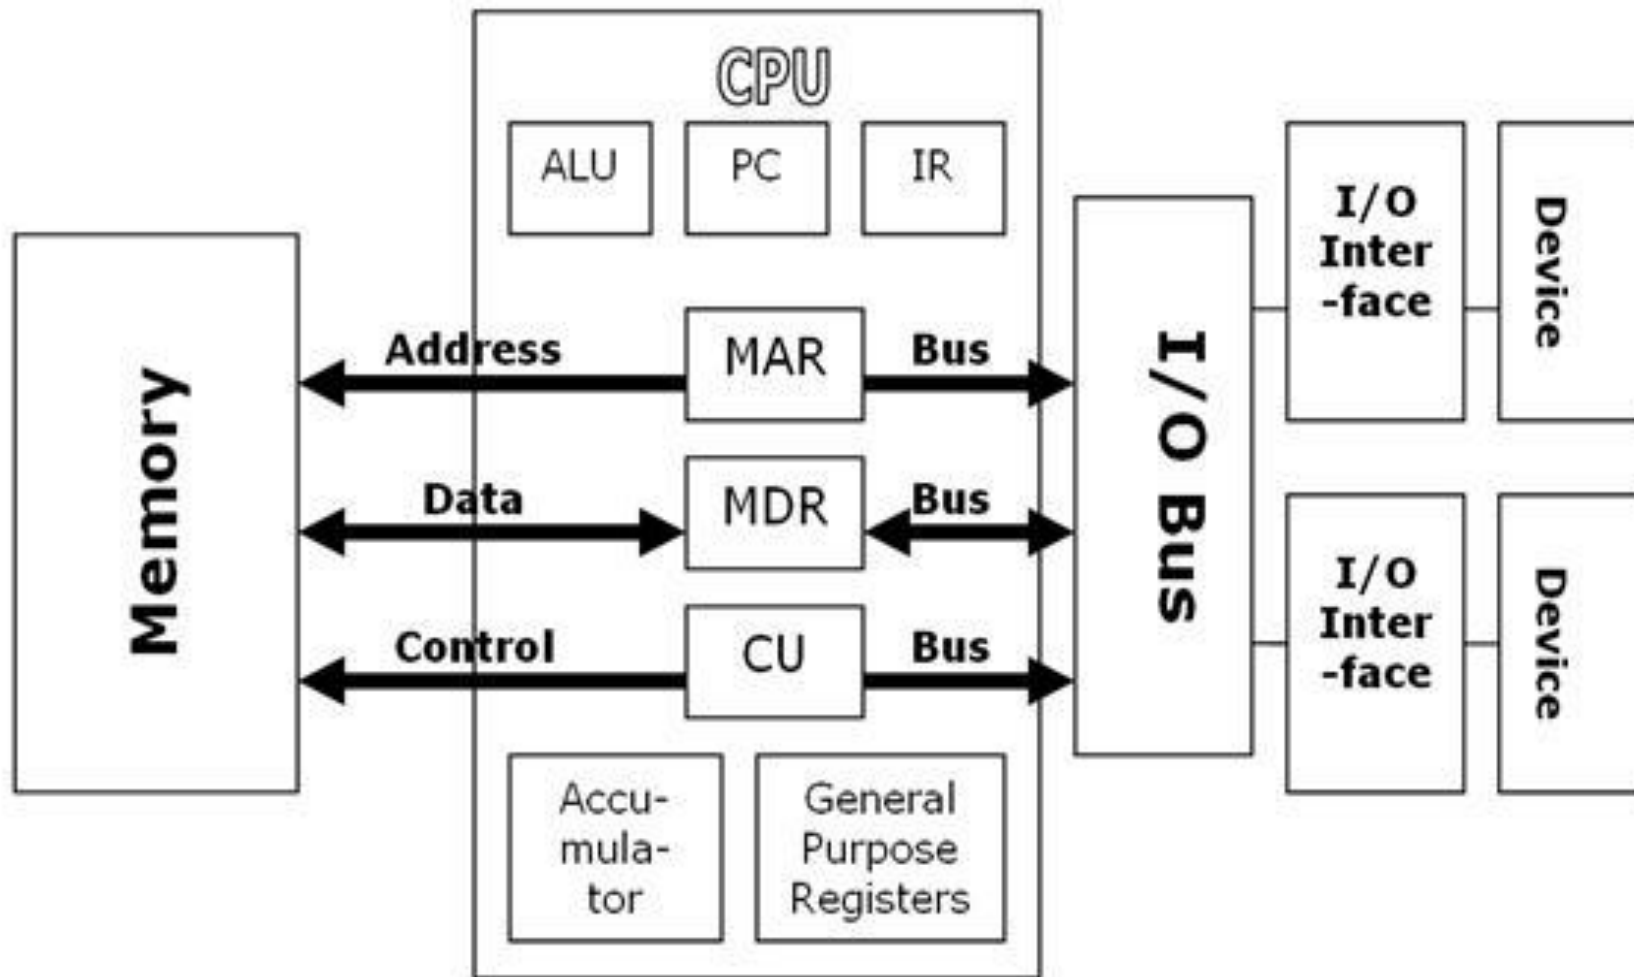 CPU
ALU
PC
IR
Memory
Address
MAR
Bus
Data
MDR
Bus
Control
CU
Bus
Accu-
mula-
tor
General
Purpose
Registers
I/O Bus
I/O
Inter
-face
Device
I/O
Inter
-face
Device